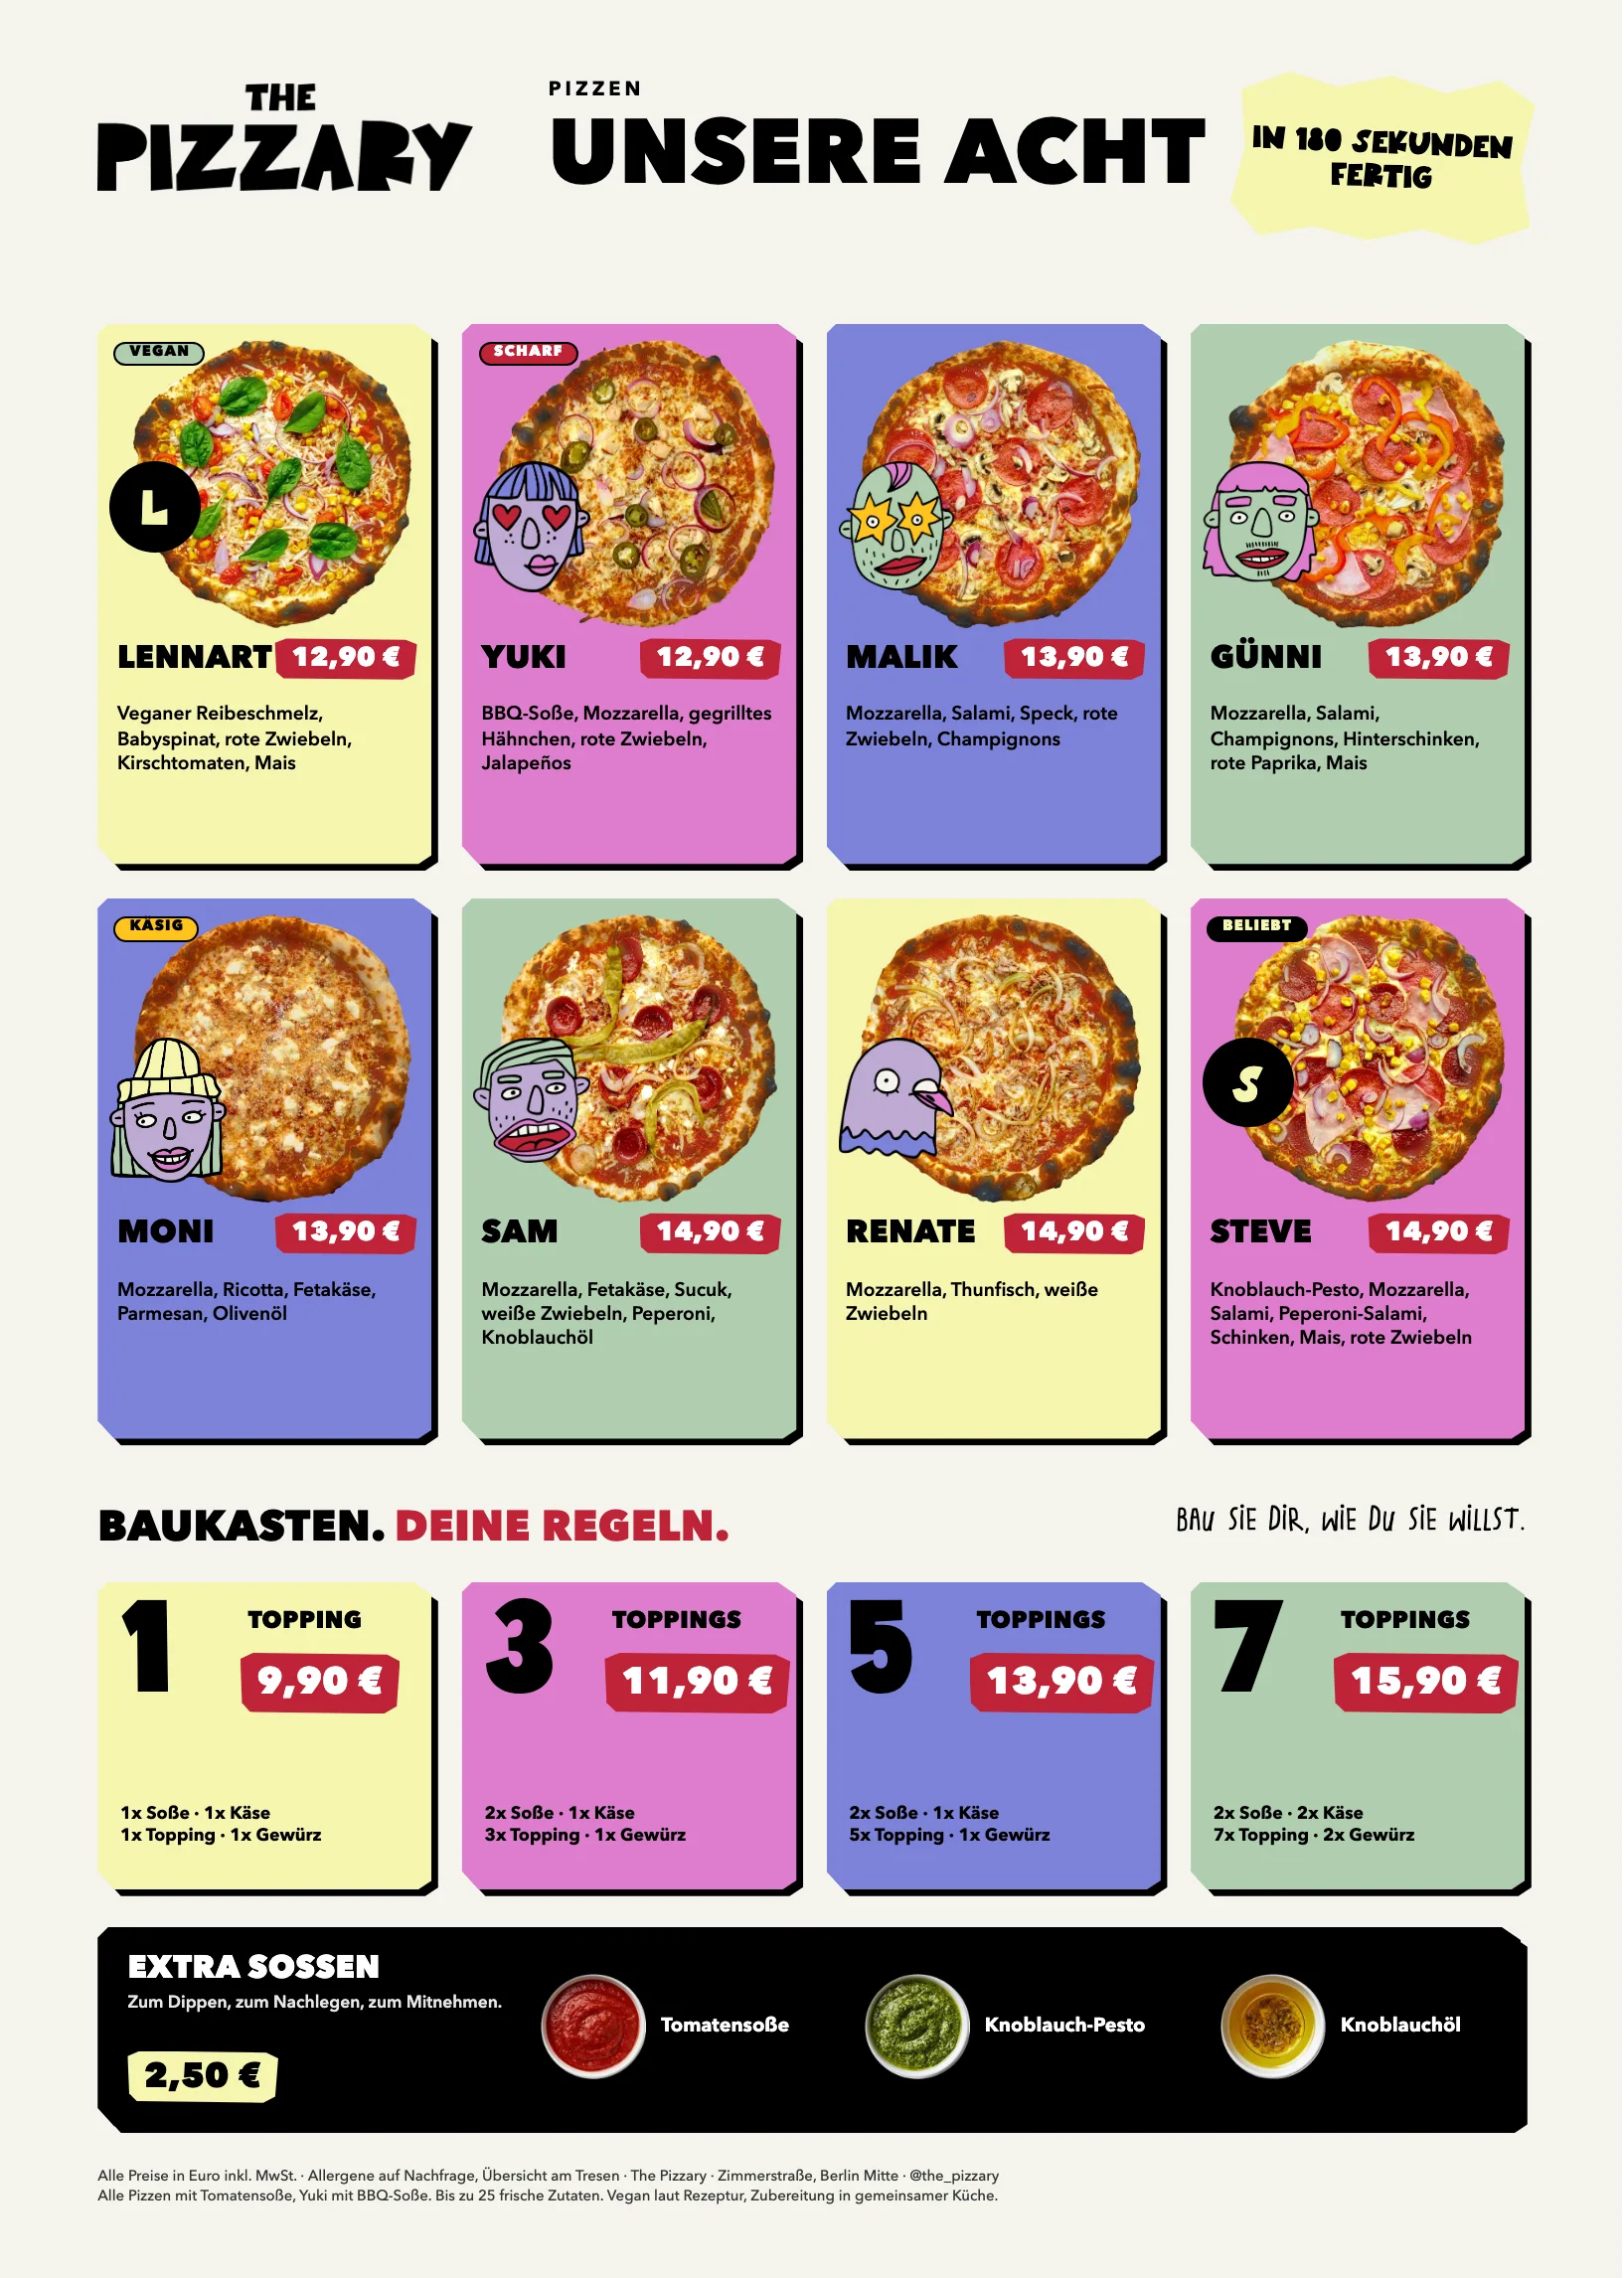 THE
PIZZARY
PIZZEN
UNSERE ACHT
IN 180 SEKUNDEN
FERTIG
VEGAN
L
LENNART 12,90 €
Veganer Reibeschmelz,
Babyspinat, rote Zwiebeln,
Kirschtomaten, Mais
SCHARF
YUKI 12,90 €
BBQ-Soße, Mozzarella, gegrilltes
Hähnchen, rote Zwiebeln,
Jalapeños
MALIK 13,90 €
Mozzarella, Salami, Speck, rote
Zwiebeln, Champignons
GÜNNI 13,90 €
Mozzarella, Salami,
Champignons, Hinterschinken,
rote Paprika, Mais
KÄSIG
MONI 13,90 €
Mozzarella, Ricotta, Fetakäse,
Parmesan, Olivenöl
SAM 14,90 €
Mozzarella, Fetakäse, Sucuk,
weiße Zwiebeln, Peperoni,
Knoblauchöl
RENATE 14,90 €
Mozzarella, Thunfisch, weiße
Zwiebeln
BELIEBT
S
STEVE 14,90 €
Knoblauch-Pesto, Mozzarella,
Salami, Peperoni-Salami,
Schinken, Mais, rote Zwiebeln
BAUKASTEN. DEINE REGELN.
BAU SIE DIR, WIE DU SIE WILLST.
1 TOPPING
9,90 €
1x Soße · 1x Käse
1x Topping · 1x Gewürz
3 TOPPINGS
11,90 €
2x Soße · 1x Käse
3x Topping · 1x Gewürz
5 TOPPINGS
13,90 €
2x Soße · 1x Käse
5x Topping · 1x Gewürz
7 TOPPINGS
15,90 €
2x Soße · 2x Käse
7x Topping · 2x Gewürz
EXTRA SOSSEN
Zum Dippen, zum Nachlegen, zum Mitnehmen.
2,50 €
Tomatensoße
Knoblauch-Pesto
Knoblauchöl
Alle Preise in Euro inkl. MwSt. · Allergene auf Nachfrage, Übersicht am Tresen · The Pizzary · Zimmerstraße, Berlin Mitte · @the_pizzary
Alle Pizzen mit Tomatensoße, Yuki mit BBQ-Soße. Bis zu 25 frische Zutaten. Vegan laut Rezeptur, Zubereitung in gemeinsamer Küche.